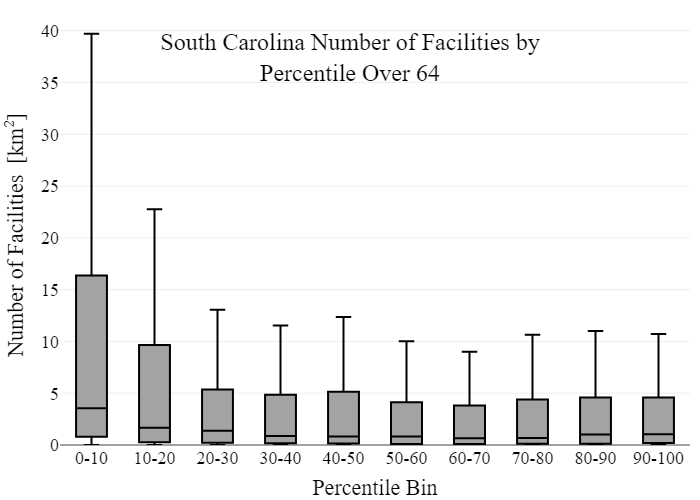 South Carolina Number of Facilities by
Percentile Over 64
Number of Facilities [km²]
40
35
30
25
20
15
10
5
0
0-10 10-20 20-30 30-40 40-50 50-60 60-70 70-80 80-90 90-100
Percentile Bin